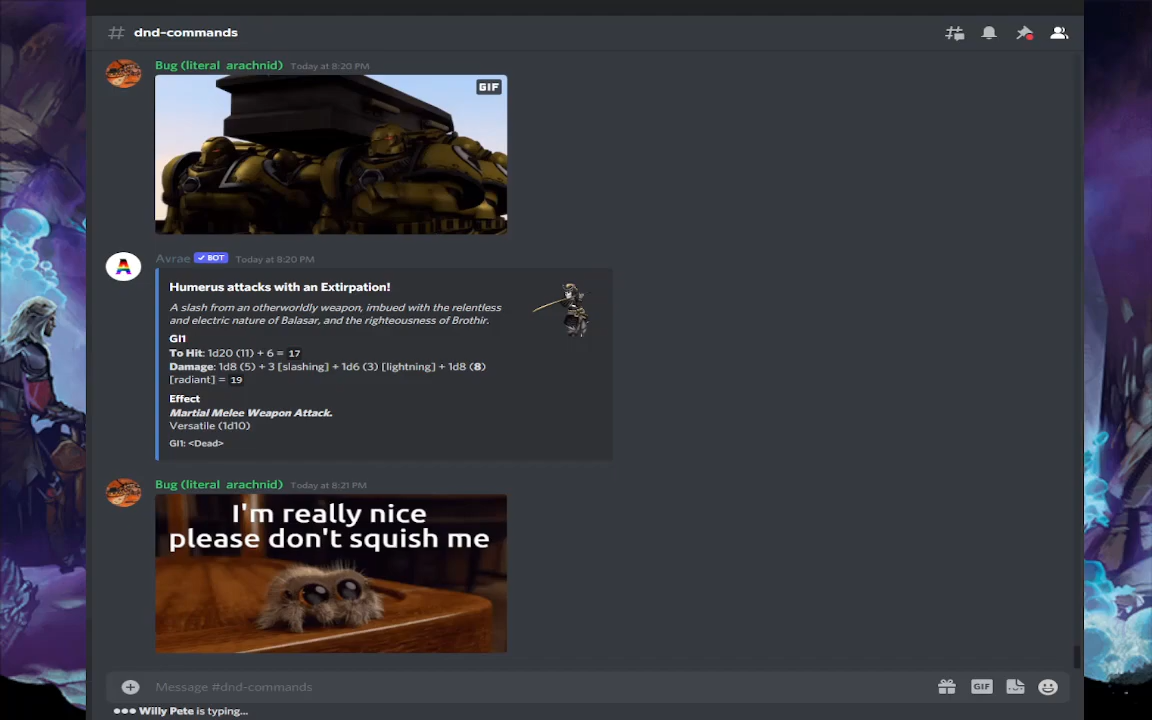 # dnd-commands
Bug (literal arachnid) Today at 8:20 PM
GIF
Avrae ✓ BOT Today at 8:20 PM
Humerus attacks with an Extirpation!
A slash from an otherworldly weapon, imbued with the relentless
and electric nature of Balasar, and the righteousness of Brothir.
GI1
To Hit: 1d20 (11) + 6 = 17
Damage: 1d8 (5) + 3 [slashing] + 1d6 (3) [lightning] + 1d8 (8)
[radiant] = 19
Effect
Martial Melee Weapon Attack.
Versatile (1d10)
GI1: <Dead>
Bug (literal arachnid) Today at 8:21 PM
I'm really nice
please don't squish me
Message #dnd-commands
GIF
Willy Pete is typing...